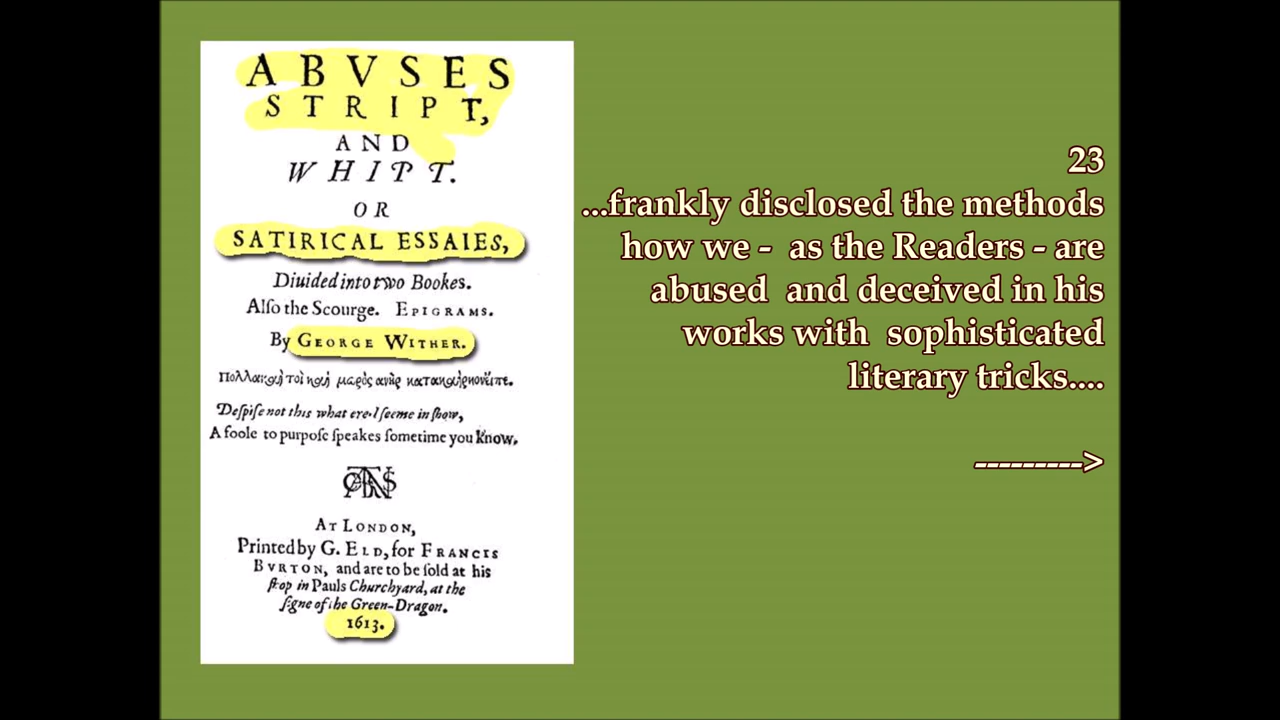 ABVSES
STRIPT,
AND
WHIPT.
OR
SATIRICAL ESSAIES,
Diuided into two Bookes.
Alſo the Scourge. EPIGRAMS.
By GEORGE WITHER.
Deſpiſe not this what ere I ſeeme in ſhow,
A foole to purpoſe ſpeakes ſometime you know.
AT LONDON,
Printed by G. ELD, for FRANCIS
BVRTON, and are to be ſold at his
ſhop in Pauls Churchyard, at the
ſigne of the Green-Dragon.
1613.
23
...frankly disclosed the methods
how we - as the Readers - are
abused and deceived in his
works with sophisticated
literary tricks....
--------->